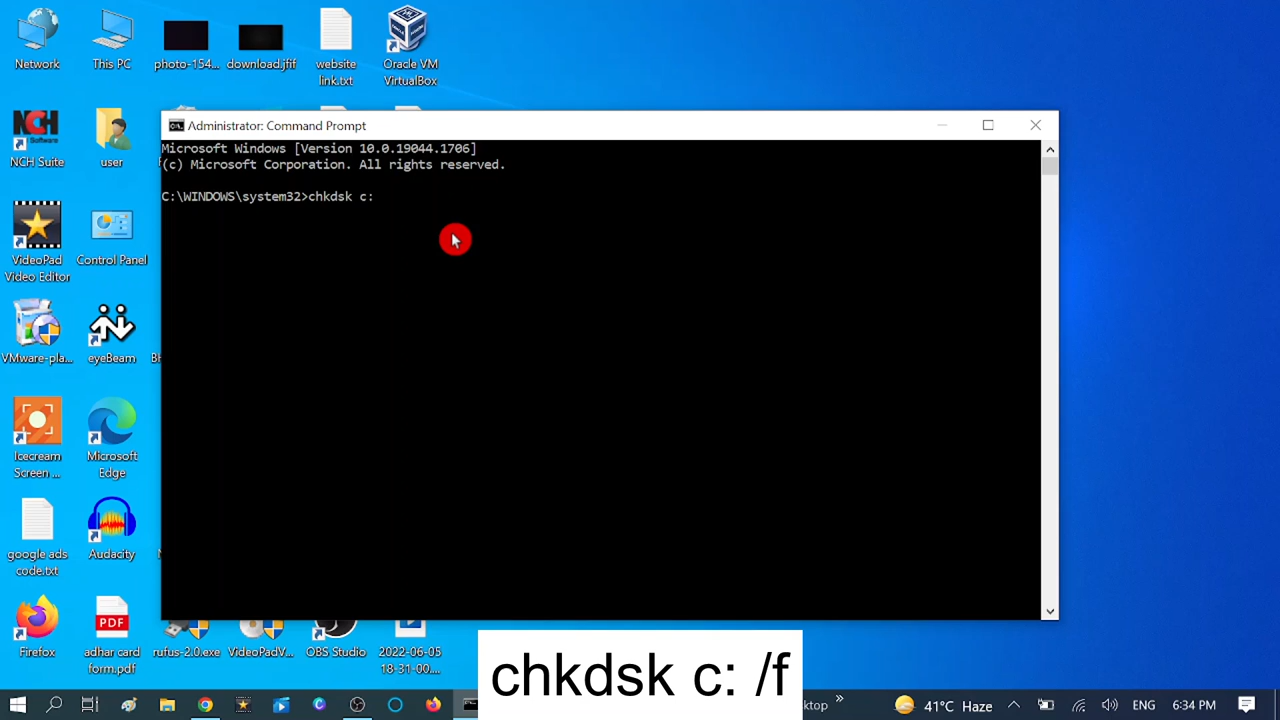 Network
This PC
photo-154...
download.jfif
website
link.txt
Oracle VM
VirtualBox
NCH
Software
NCH Suite
user
VideoPad
Video Editor
Control Panel
VMware-pla...
eyeBeam
Icecream
Screen ...
Microsoft
Edge
google ads
code.txt
Audacity
Firefox
PDF
adhar card
form.pdf
rufus-2.0.exe
VideoPadV...
OBS Studio
2022-06-05
18-31-00....
Administrator: Command Prompt
Microsoft Windows [Version 10.0.19044.1706]
(c) Microsoft Corporation. All rights reserved.
C:\WINDOWS\system32>chkdsk c:
chkdsk c: /f
41°C Haze
6:34 PM